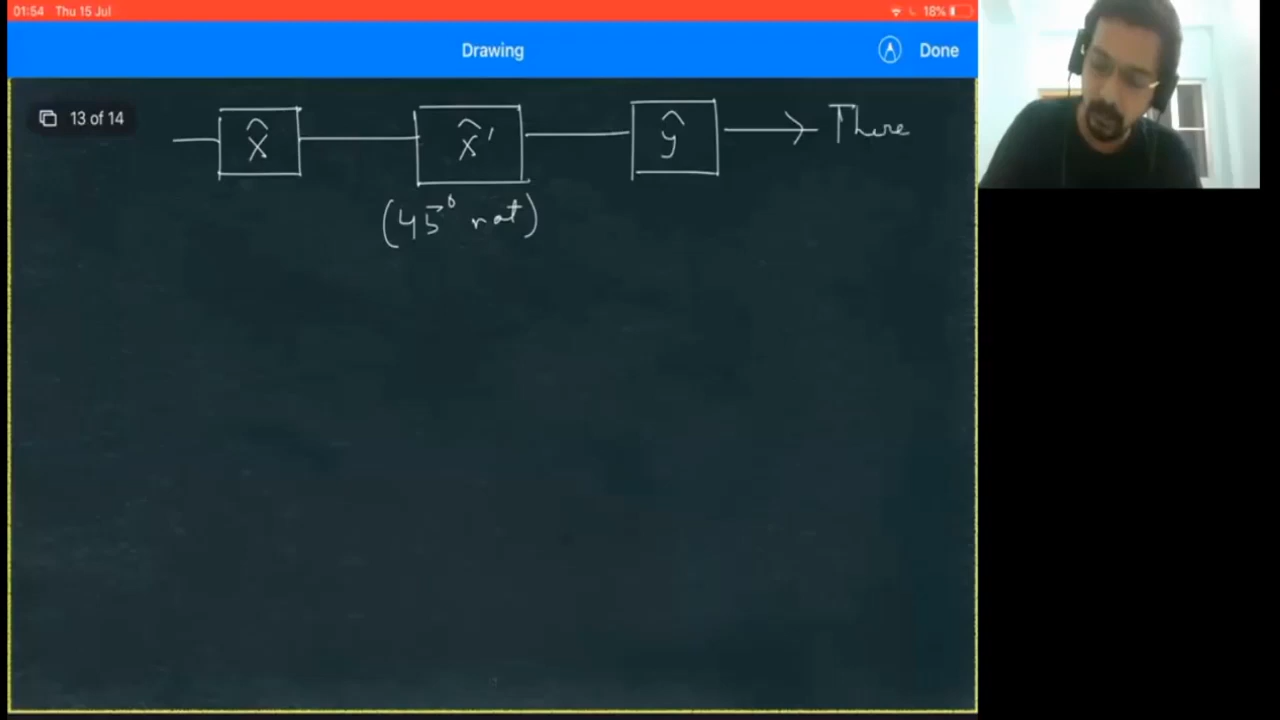 01:54 Thu 15 Jul 18%
Drawing Done
13 of 14
x̂ x̂' ŷ There
(45° rot)